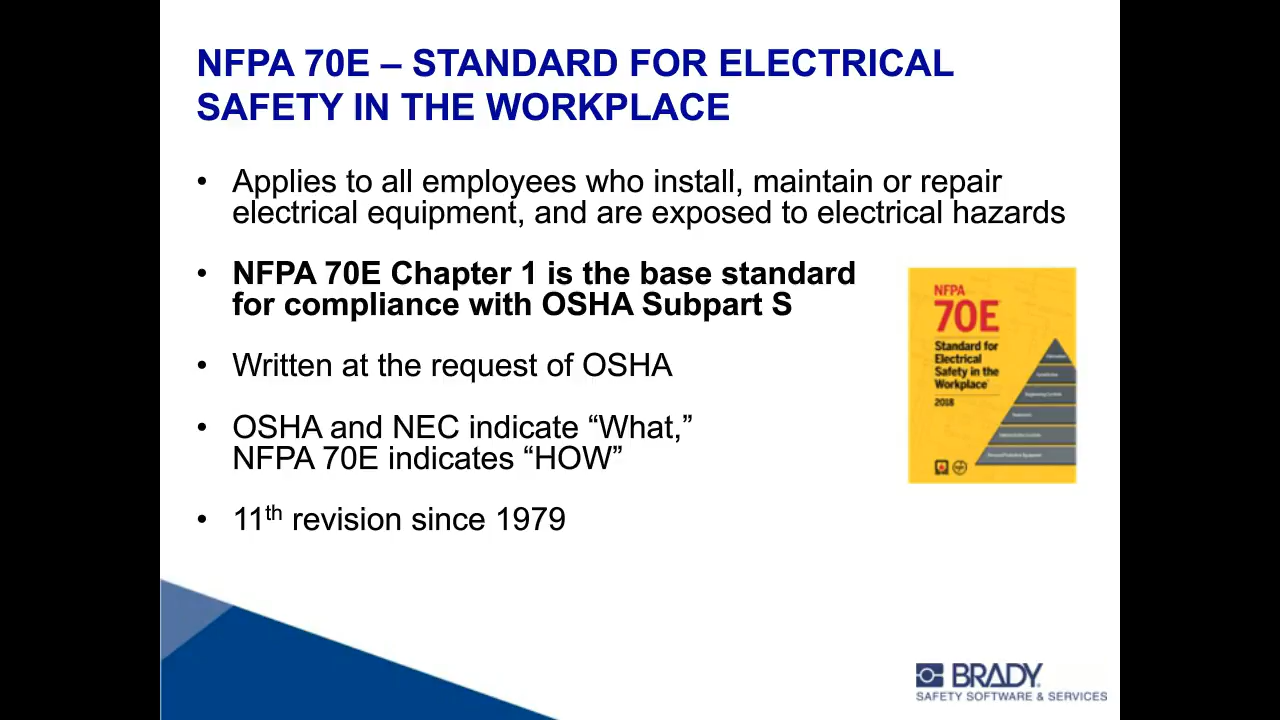 NFPA 70E – STANDARD FOR ELECTRICAL
SAFETY IN THE WORKPLACE
• Applies to all employees who install, maintain or repair
electrical equipment, and are exposed to electrical hazards
• NFPA 70E Chapter 1 is the base standard
for compliance with OSHA Subpart S
• Written at the request of OSHA
• OSHA and NEC indicate “What,”
NFPA 70E indicates “HOW”
• 11th revision since 1979
NFPA
70E
Standard for
Electrical
Safety in the
Workplace
2018
BRADY
SAFETY SOFTWARE & SERVICES